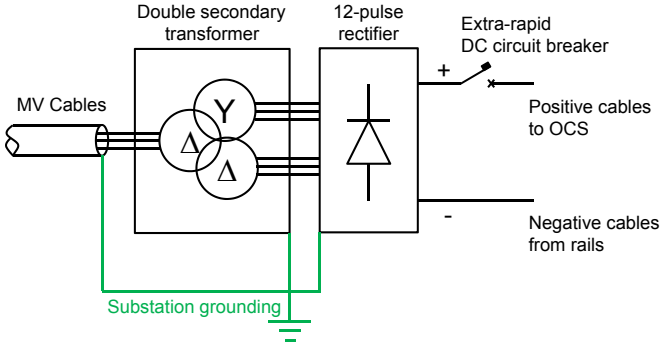 Double secondary
transformer
12-pulse
rectifier
Extra-rapid
DC circuit breaker
MV Cables
Y
Δ
Δ
+
Positive cables
to OCS
-
Negative cables
from rails
Substation grounding